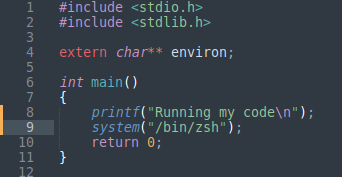 1 #include <stdio.h>
2 #include <stdlib.h>
3
4 extern char** environ;
5
6 int main()
7 {
8     printf("Running my code\n");
9     system("/bin/zsh");
10     return 0;
11 }
12